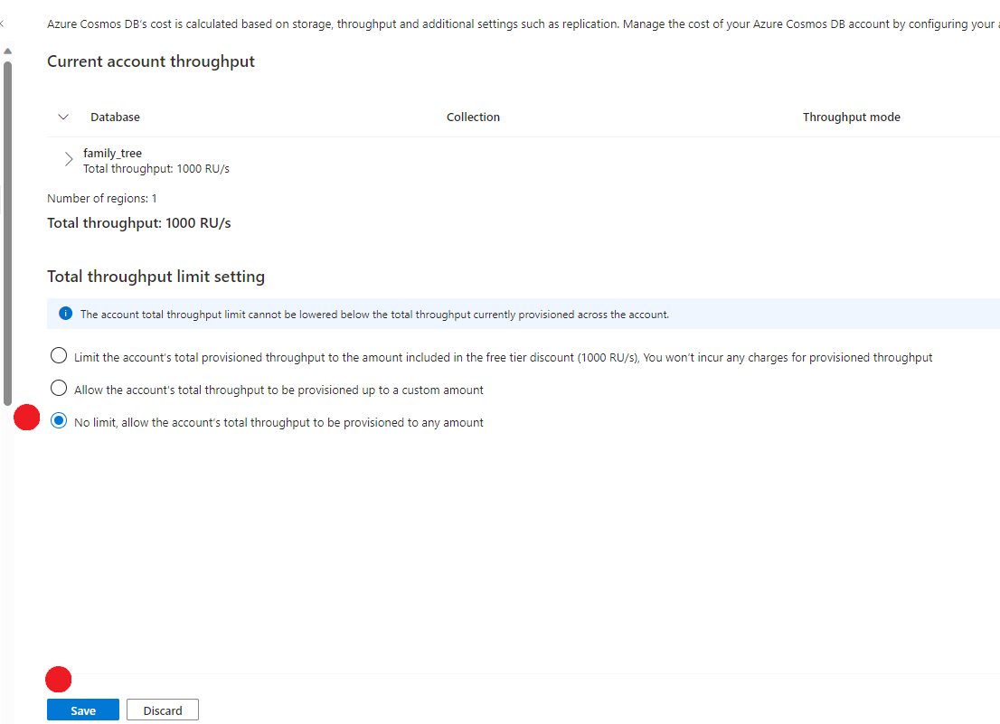 Azure Cosmos DB's cost is calculated based on storage, throughput and additional settings such as replication. Manage the cost of your Azure Cosmos DB account by configuring your
Current account throughput
Database Collection Throughput mode
family_tree
Total throughput: 1000 RU/s
Number of regions: 1
Total throughput: 1000 RU/s
Total throughput limit setting
The account total throughput limit cannot be lowered below the total throughput currently provisioned across the account.
Limit the account's total provisioned throughput to the amount included in the free tier discount (1000 RU/s), You won't incur any charges for provisioned throughput
Allow the account's total throughput to be provisioned up to a custom amount
No limit, allow the account's total throughput to be provisioned to any amount
Save Discard